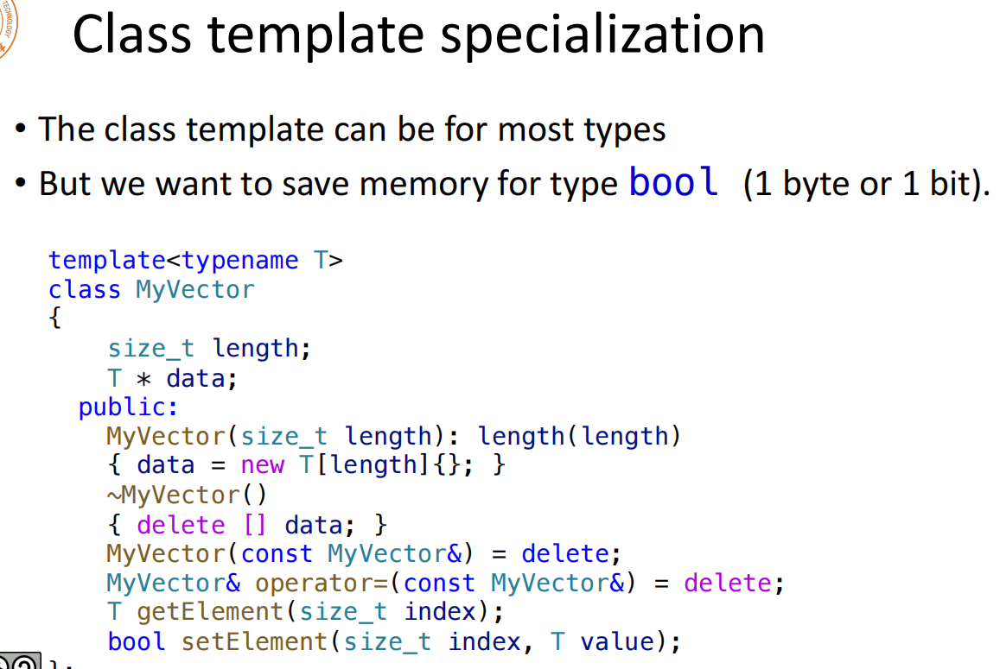 TECHNOLOGY
Class template specialization
• The class template can be for most types
• But we want to save memory for type bool (1 byte or 1 bit).
template<typename T>
class MyVector
{
    size_t length;
    T * data;
  public:
    MyVector(size_t length): length(length)
    { data = new T[length]{}; }
    ~MyVector()
    { delete [] data; }
    MyVector(const MyVector&) = delete;
    MyVector& operator=(const MyVector&) = delete;
    T getElement(size_t index);
    bool setElement(size_t index, T value);
};